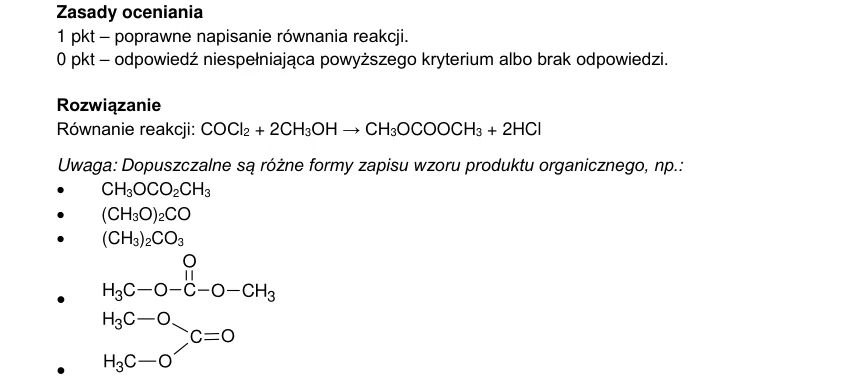 Zasady oceniania
1 pkt – poprawne napisanie równania reakcji.
0 pkt – odpowiedź niespełniająca powyższego kryterium albo brak odpowiedzi.
Rozwiązanie
Równanie reakcji: COCl₂ + 2CH₃OH → CH₃OCOOCH₃ + 2HCl
Uwaga: Dopuszczalne są różne formy zapisu wzoru produktu organicznego, np.:
• CH₃OCO₂CH₃
• (CH₃O)₂CO
• (CH₃)₂CO₃
O
• H₃C—O—C—O—CH₃
H₃C—O
C=O
• H₃C—O